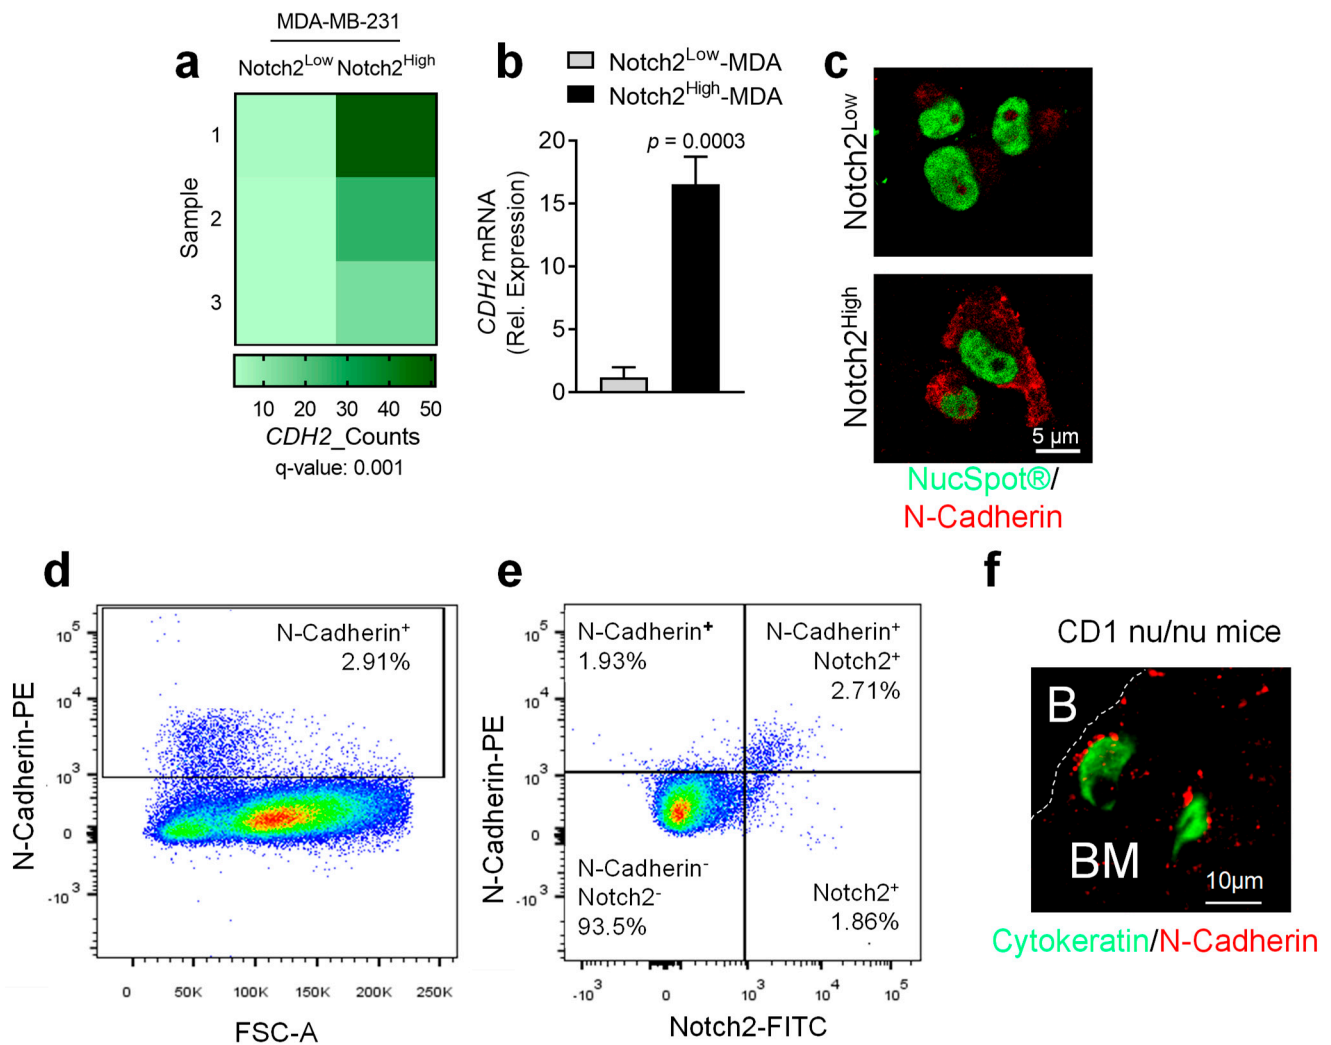 a
MDA-MB-231
Notch2Low Notch2High
Sample
1
2
3
10 20 30 40 50
CDH2_Counts
q-value: 0.001
b
Notch2Low-MDA
Notch2High-MDA
p = 0.0003
CDH2 mRNA
(Rel. Expression)
20
15
10
5
0
c
Notch2Low
Notch2High
5 µm
NucSpot®/
N-Cadherin
d
N-Cadherin+
2.91%
N-Cadherin-PE
10⁵
10⁴
10³
0
-10³
0 50K 100K 150K 200K 250K
FSC-A
e
N-Cadherin+
1.93%
N-Cadherin+
Notch2+
2.71%
N-Cadherin-
Notch2-
93.5%
Notch2+
1.86%
N-Cadherin-PE
10⁵
10⁴
10³
0
-10³
-10³ 0 10³ 10⁴ 10⁵
Notch2-FITC
f
CD1 nu/nu mice
B
BM
10µm
Cytokeratin/N-Cadherin